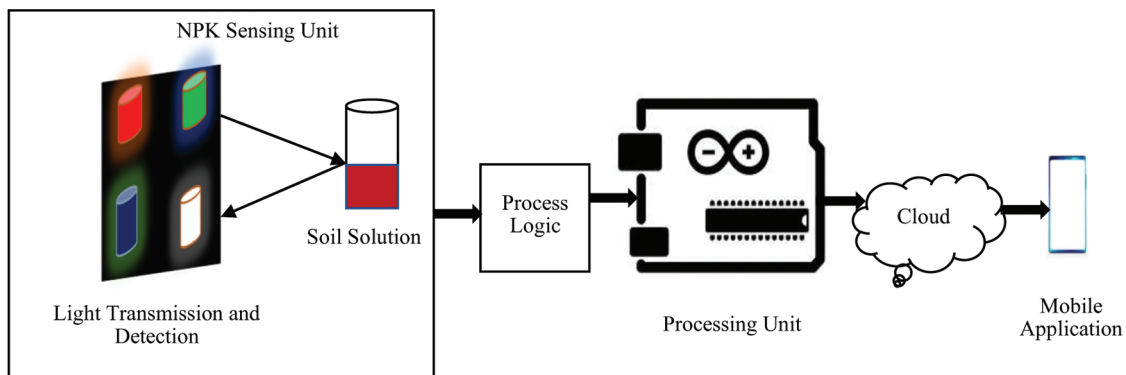 NPK Sensing Unit
Soil Solution
Light Transmission and
Detection
Process
Logic
Processing Unit
Cloud
Mobile
Application